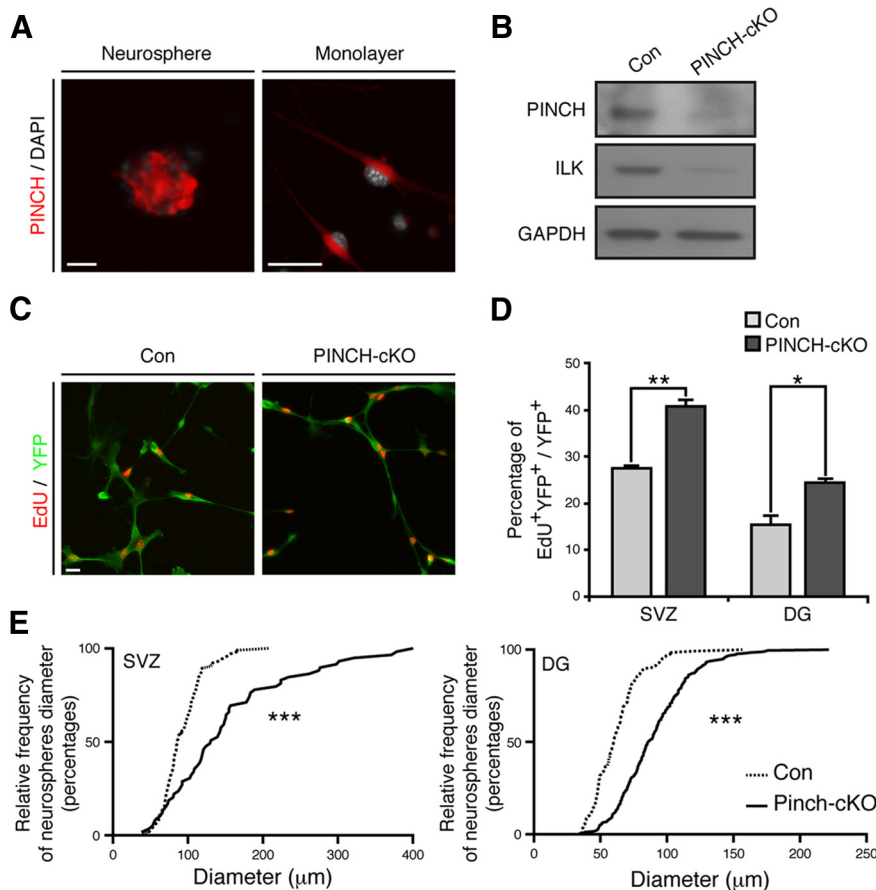 A
Neurosphere
Monolayer
PINCH / DAPI
B
Con
PINCH-cKO
PINCH
ILK
GAPDH
C
Con
PINCH-cKO
EdU / YFP
D
Con
PINCH-cKO
Percentage of
EdU⁺YFP⁺ / YFP⁺
50
40
30
20
10
0
**
*
SVZ
DG
E
Relative frequency
of neurospheres diameter
(percentages)
100
50
0
SVZ
***
0
100
200
300
400
Diameter (μm)
Relative frequency
of neurospheres diameter
(percentages)
100
50
0
DG
***
Con
Pinch-cKO
0
50
100
150
200
250
Diameter (μm)